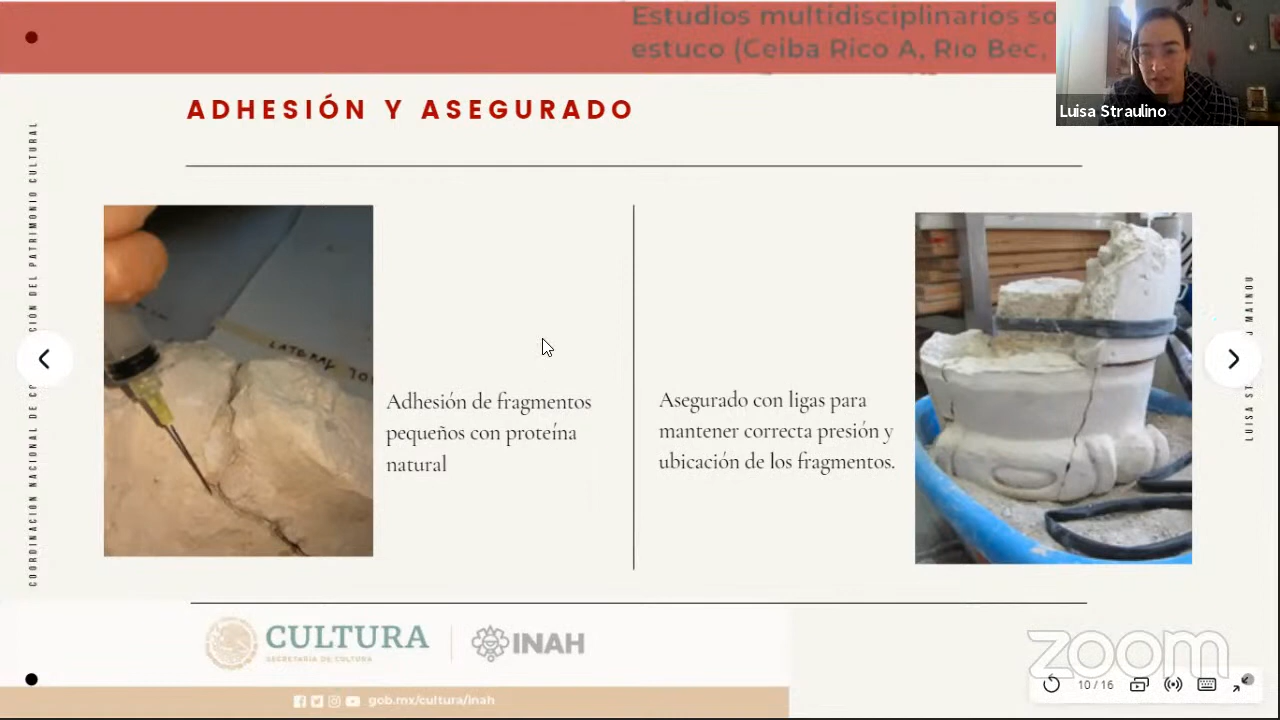 Estudios multidisciplinarios so
estuco (Ceiba Rico A, Río Bec,
Luisa Straulino
ADHESIÓN Y ASEGURADO
COORDINACIÓN NACIONAL DE CIÓN DEL PATRIMONIO CULTURAL
LATERAL
Adhesión de fragmentos
pequeños con proteína
natural
Asegurado con ligas para
mantener correcta presión y
ubicación de los fragmentos.
LUISA MAINOU
CULTURA
SECRETARÍA DE CULTURA
INAH
gob.mx/cultura/inah
zoom
10 / 16